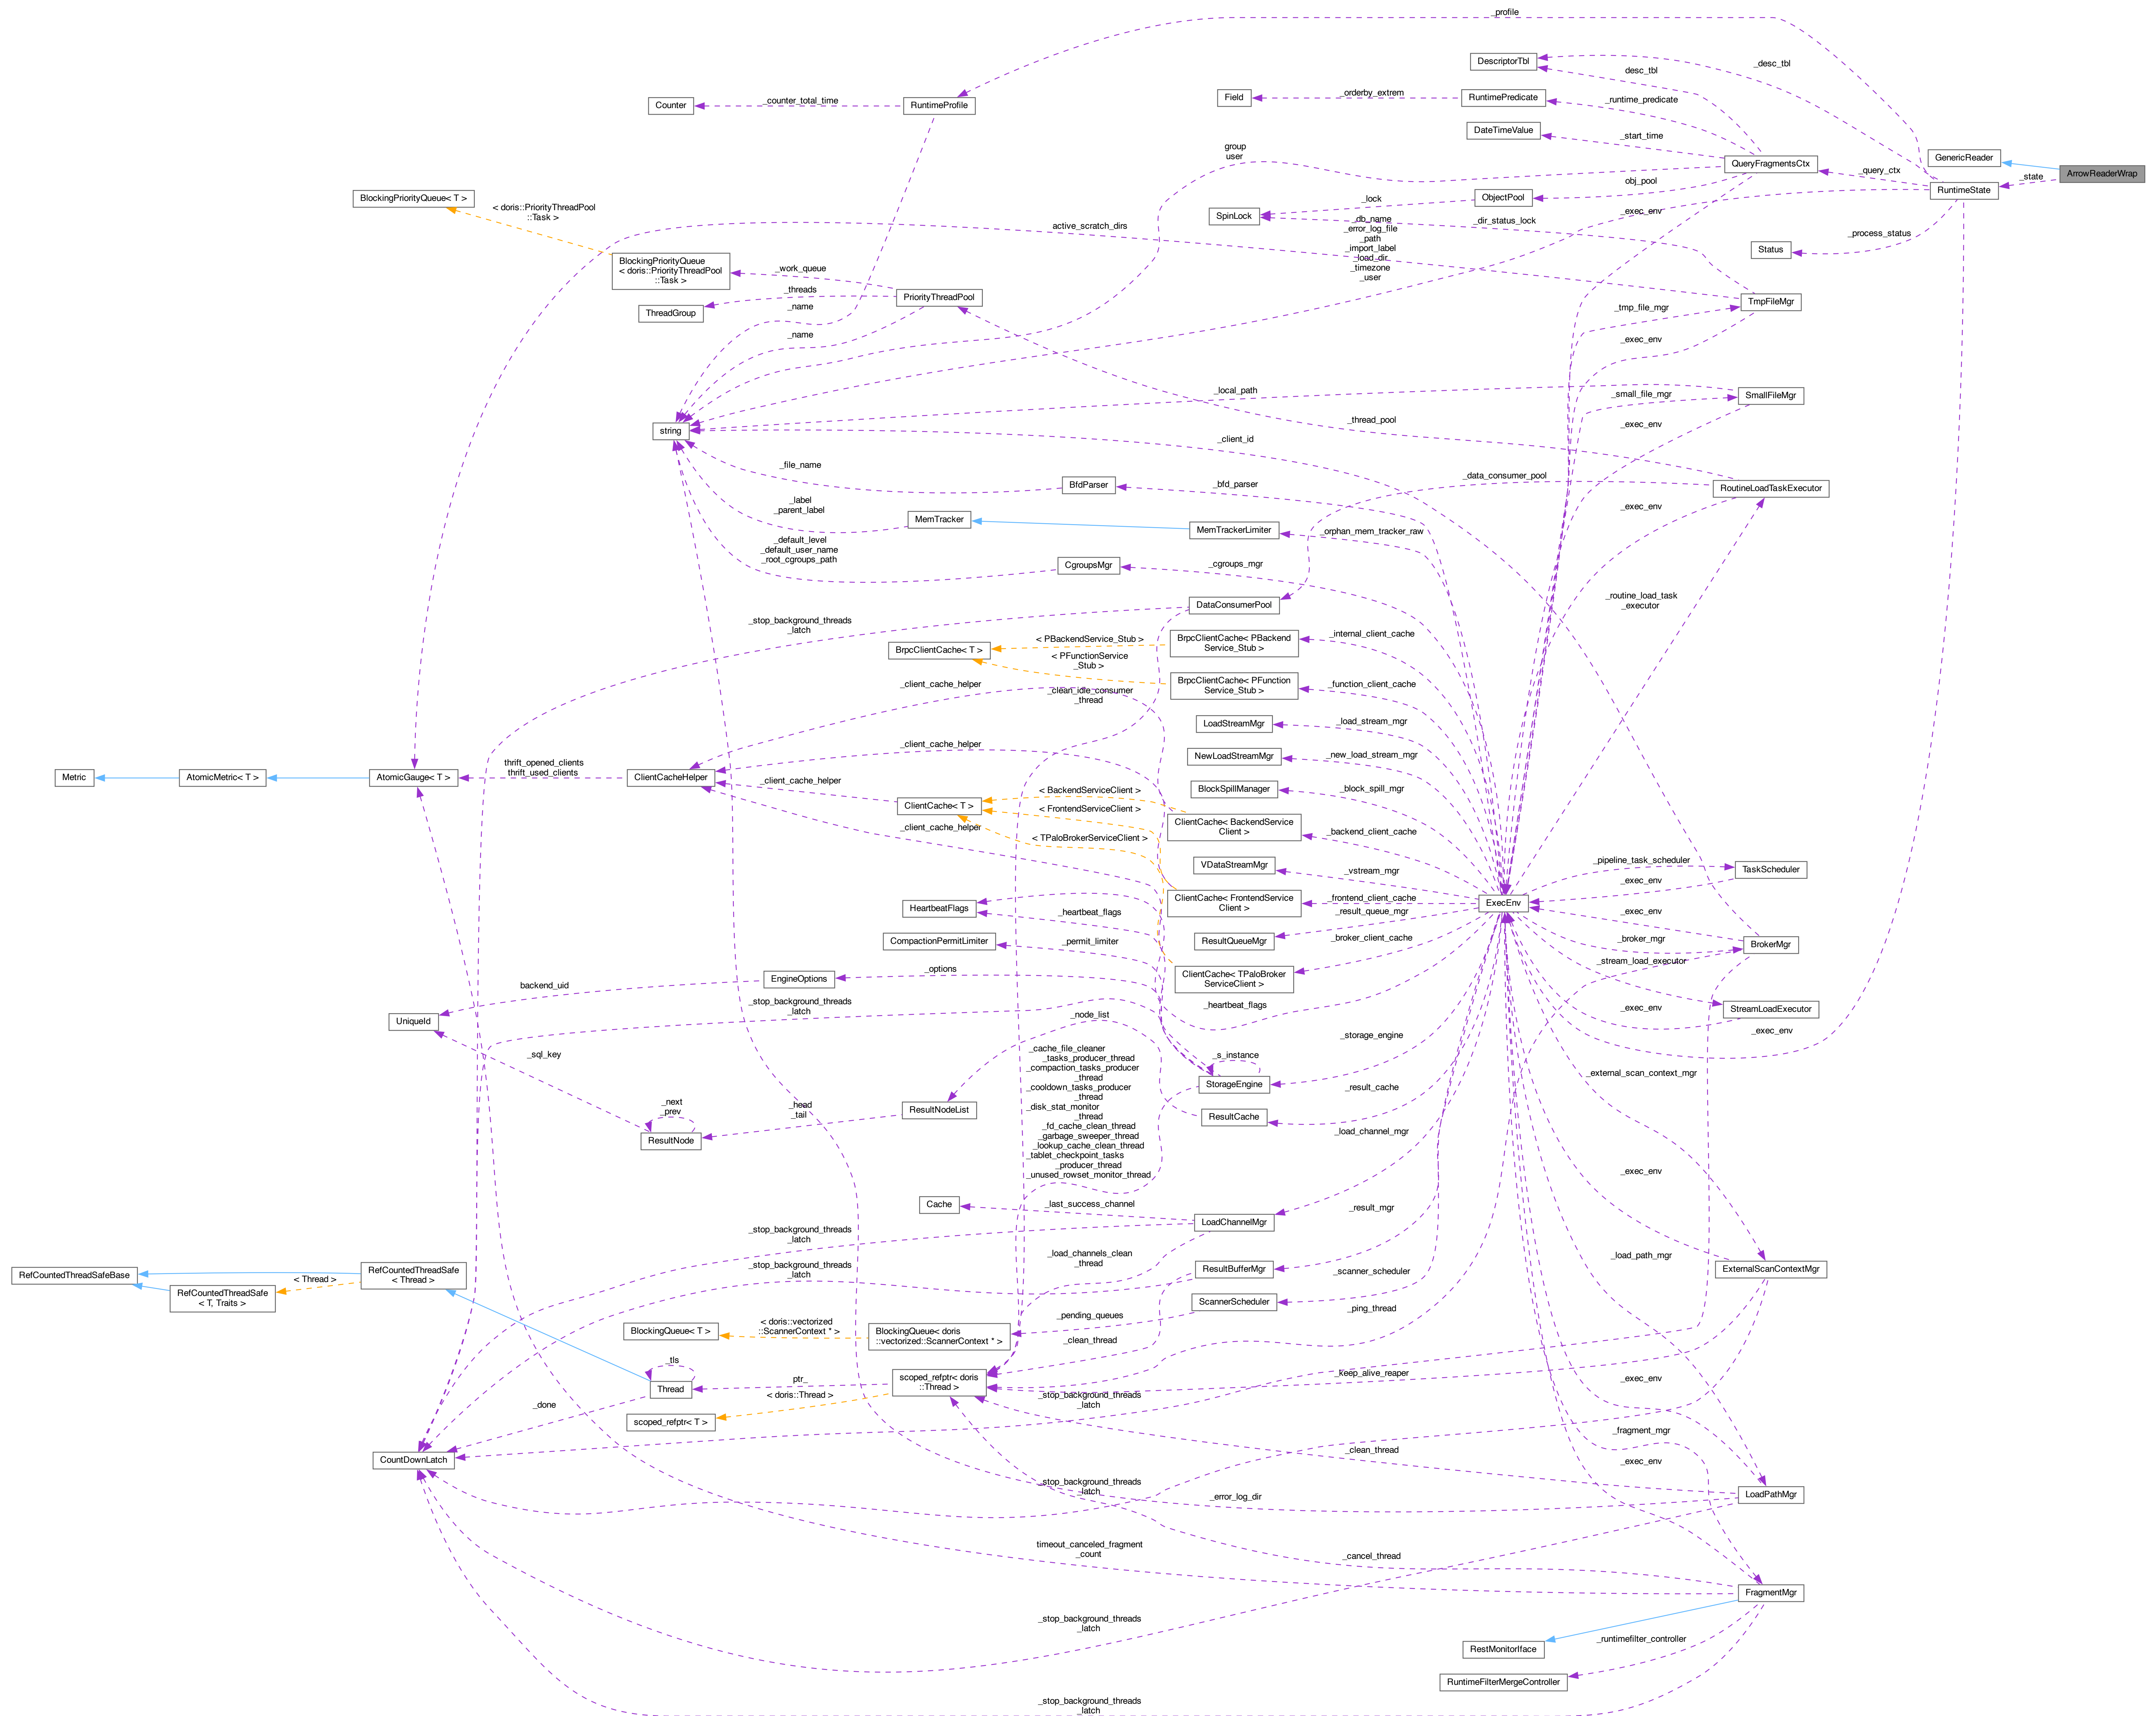 _profile
DescriptorTbl
_desc_tbl
desc_tbl
Counter
_counter_total_time
RuntimeProfile
Field
_orderby_extrem
RuntimePredicate
_runtime_predicate
DateTimeValue
_start_time
group
user
QueryFragmentsCtx
GenericReader
ArrowReaderWrap
_query_ctx
_state
RuntimeState
obj_pool
ObjectPool
_lock
SpinLock
BlockingPriorityQueue< T >
< doris::PriorityThreadPool
::Task >
_exec_env
_dir_status_lock
_db_name
_error_log_file
_path
_import_label
_load_dir
_timezone
_user
active_scratch_dirs
_process_status
Status
BlockingPriorityQueue
< doris::PriorityThreadPool
::Task >
_work_queue
_threads
PriorityThreadPool
ThreadGroup
_name
TmpFileMgr
_tmp_file_mgr
_name
_exec_env
_local_path
_small_file_mgr
SmallFileMgr
_thread_pool
_exec_env
string
_client_id
_file_name
BfdParser
_bfd_parser
_data_consumer_pool
RoutineLoadTaskExecutor
_label
_parent_label
MemTracker
MemTrackerLimiter
_orphan_mem_tracker_raw
_exec_env
_default_level
_default_user_name
_root_cgroups_path
CgroupsMgr
_cgroups_mgr
_routine_load_task
_executor
DataConsumerPool
_stop_background_threads
_latch
BrpcClientCache< T >
< PBackendService_Stub >
BrpcClientCache< PBackend
Service_Stub >
_internal_client_cache
< PFunctionService
_Stub >
BrpcClientCache< PFunction
Service_Stub >
_function_client_cache
_client_cache_helper
_clean_idle_consumer
_thread
LoadStreamMgr
_load_stream_mgr
_client_cache_helper
NewLoadStreamMgr
_new_load_stream_mgr
Metric
AtomicMetric< T >
AtomicGauge< T >
thrift_opened_clients
thrift_used_clients
ClientCacheHelper
_client_cache_helper
BlockSpillManager
_block_spill_mgr
ClientCache< T >
< BackendServiceClient >
< FrontendServiceClient >
_client_cache_helper
< TPaloBrokerServiceClient >
ClientCache< BackendService
Client >
_backend_client_cache
VDataStreamMgr
_vstream_mgr
_pipeline_task_scheduler
TaskScheduler
_exec_env
ClientCache< FrontendService
Client >
_frontend_client_cache
ExecEnv
HeartbeatFlags
_heartbeat_flags
_result_queue_mgr
ResultQueueMgr
_exec_env
CompactionPermitLimiter
_permit_limiter
_broker_client_cache
_broker_mgr
BrokerMgr
ClientCache< TPaloBroker
ServiceClient >
_stream_load_executor
EngineOptions
_options
backend_uid
_stop_background_threads
_latch
_heartbeat_flags
_exec_env
StreamLoadExecutor
UniqueId
_node_list
_storage_engine
_exec_env
_sql_key
_s_instance
StorageEngine
_cache_file_cleaner
_tasks_producer_thread
_compaction_tasks_producer
_thread
_cooldown_tasks_producer
_thread
_disk_stat_monitor
_thread
_fd_cache_clean_thread
_garbage_sweeper_thread
_lookup_cache_clean_thread
_tablet_checkpoint_tasks
_producer_thread
_unused_rowset_monitor_thread
_external_scan_context_mgr
_next
_prev
_head
_tail
ResultNodeList
ResultCache
_result_cache
ResultNode
_load_channel_mgr
_exec_env
Cache
_last_success_channel
LoadChannelMgr
_result_mgr
_stop_background_threads
_latch
_load_channels_clean
_thread
_load_path_mgr
RefCountedThreadSafeBase
< Thread >
RefCountedThreadSafe
< Thread >
_stop_background_threads
_latch
ResultBufferMgr
_scanner_scheduler
ExternalScanContextMgr
RefCountedThreadSafe
< T, Traits >
ScannerScheduler
_ping_thread
_pending_queues
BlockingQueue< T >
< doris::vectorized
::ScannerContext * >
BlockingQueue< doris
::vectorized::ScannerContext * >
_clean_thread
_tls
Thread
ptr_
scoped_refptr< doris
::Thread >
_keep_alive_reaper
_exec_env
< doris::Thread >
_stop_background_threads
_latch
_done
scoped_refptr< T >
_fragment_mgr
CountDownLatch
_clean_thread
_exec_env
_stop_background_threads
_latch
_error_log_dir
LoadPathMgr
timeout_canceled_fragment
_count
_cancel_thread
FragmentMgr
_stop_background_threads
_latch
RestMonitorIface
_runtimefilter_controller
RuntimeFilterMergeController
_stop_background_threads
_latch